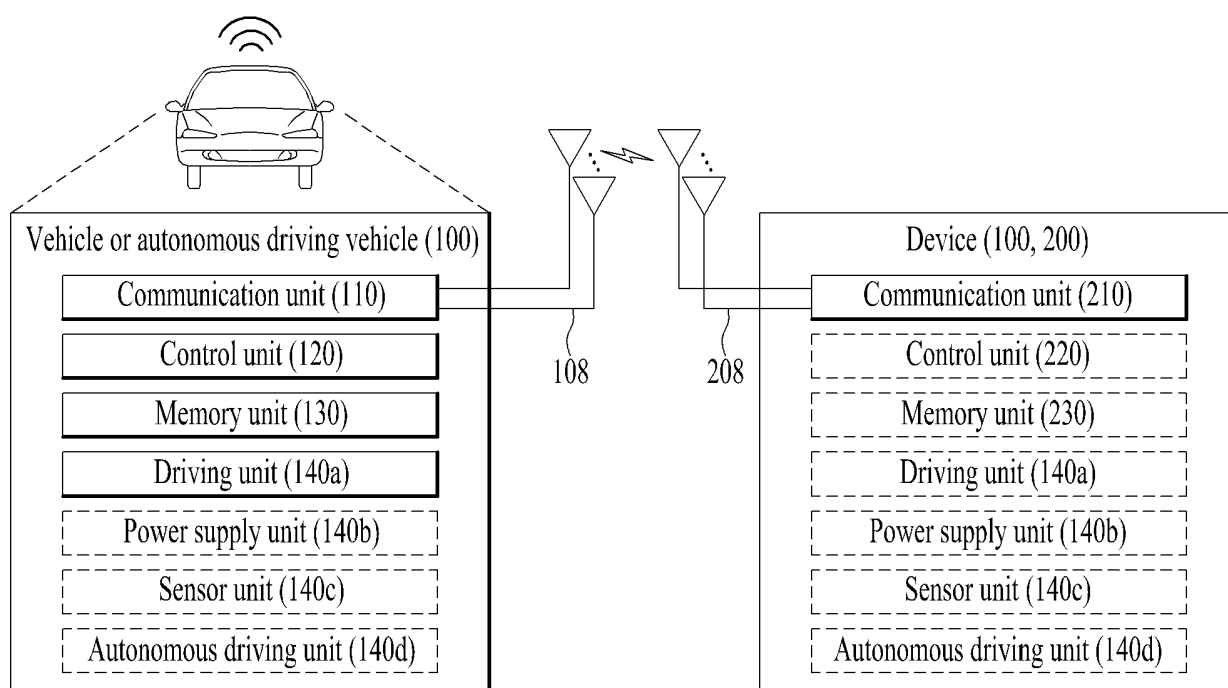 Vehicle or autonomous driving vehicle (100)
Communication unit (110)
Control unit (120)
Memory unit (130)
Driving unit (140a)
Power supply unit (140b)
Sensor unit (140c)
Autonomous driving unit (140d)
108
208
Device (100, 200)
Communication unit (210)
Control unit (220)
Memory unit (230)
Driving unit (140a)
Power supply unit (140b)
Sensor unit (140c)
Autonomous driving unit (140d)